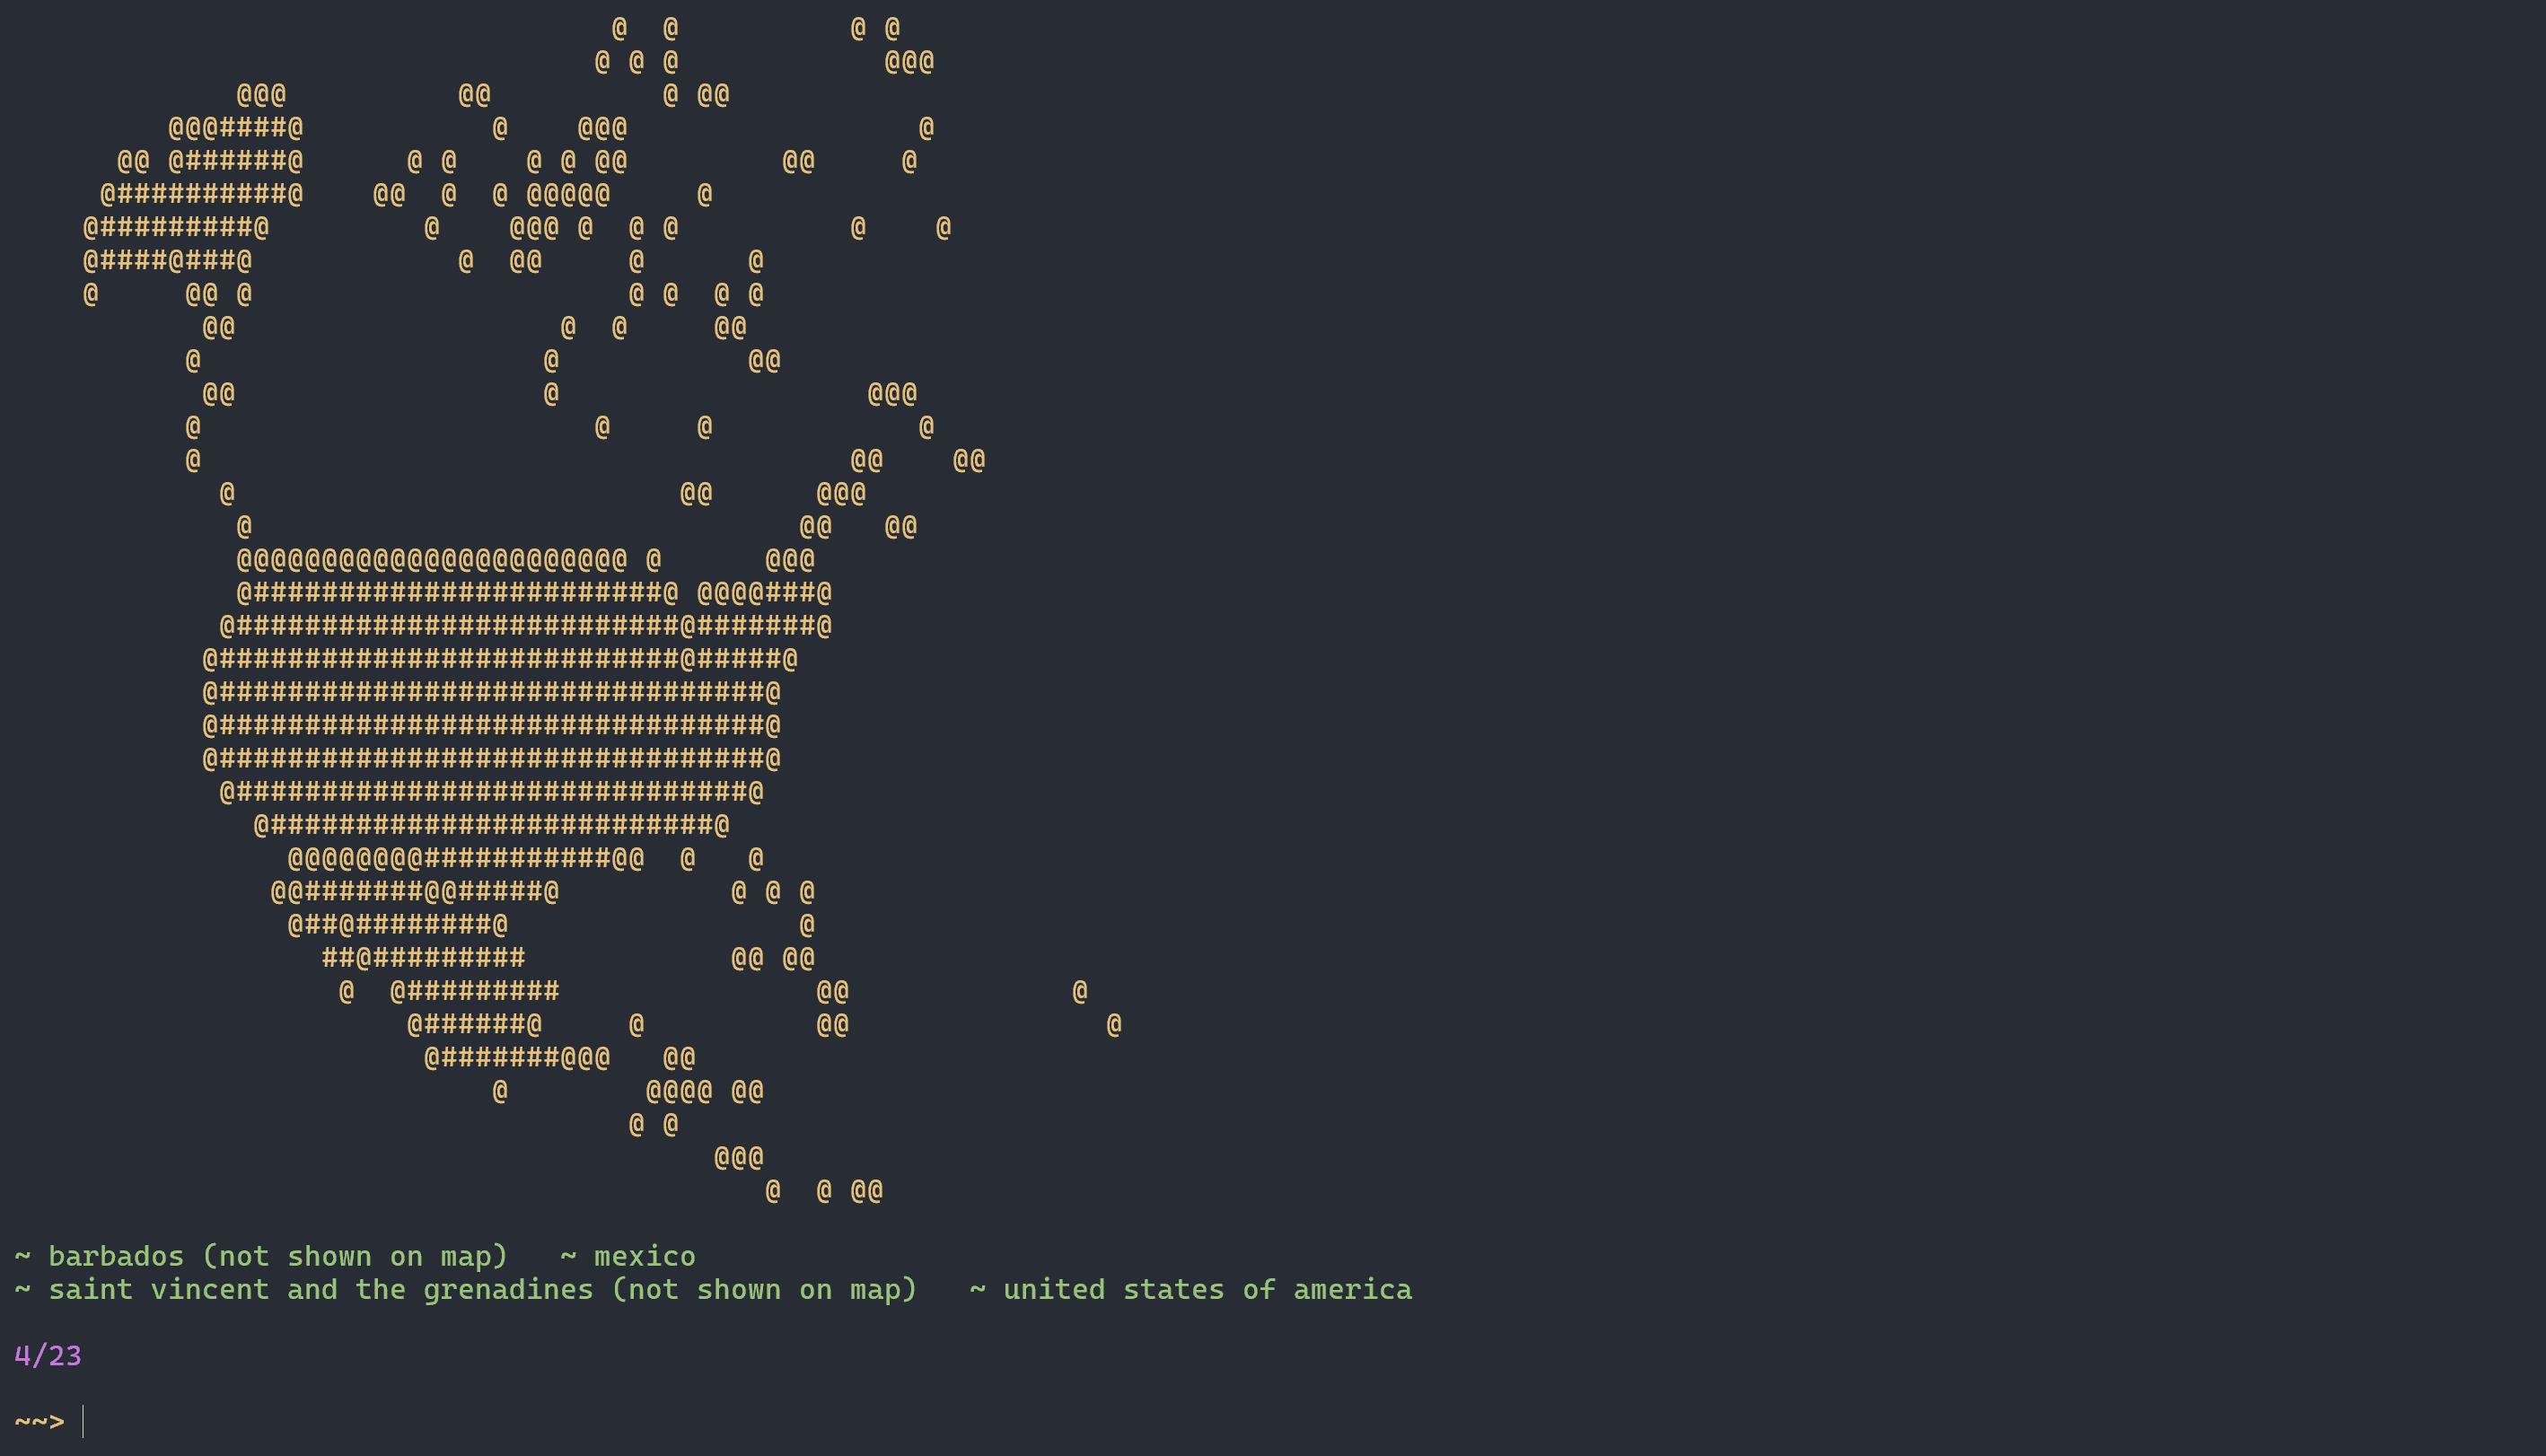 ~ barbados (not shown on map)   ~ mexico
~ saint vincent and the grenadines (not shown on map)   ~ united states of america
4/23
~~>